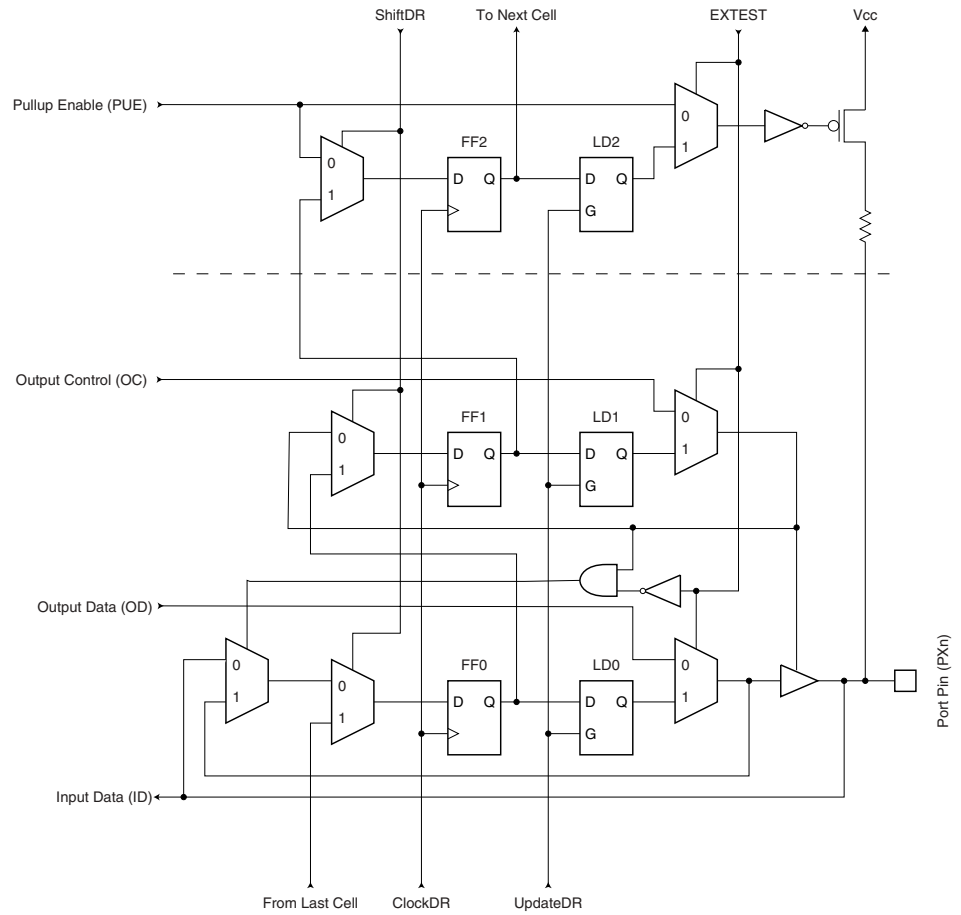 ShiftDR To Next Cell EXTEST Vcc
Pullup Enable (PUE)
0
FF2 LD2
0
1
1
D Q D Q
G
Output Control (OC)
0
FF1 LD1
0
1
1
D Q D Q
G
Output Data (OD)
FF0 LD0
0
0
0
1
1
1
D Q D Q
G
Port Pin (PXn)
Input Data (ID)
From Last Cell ClockDR UpdateDR